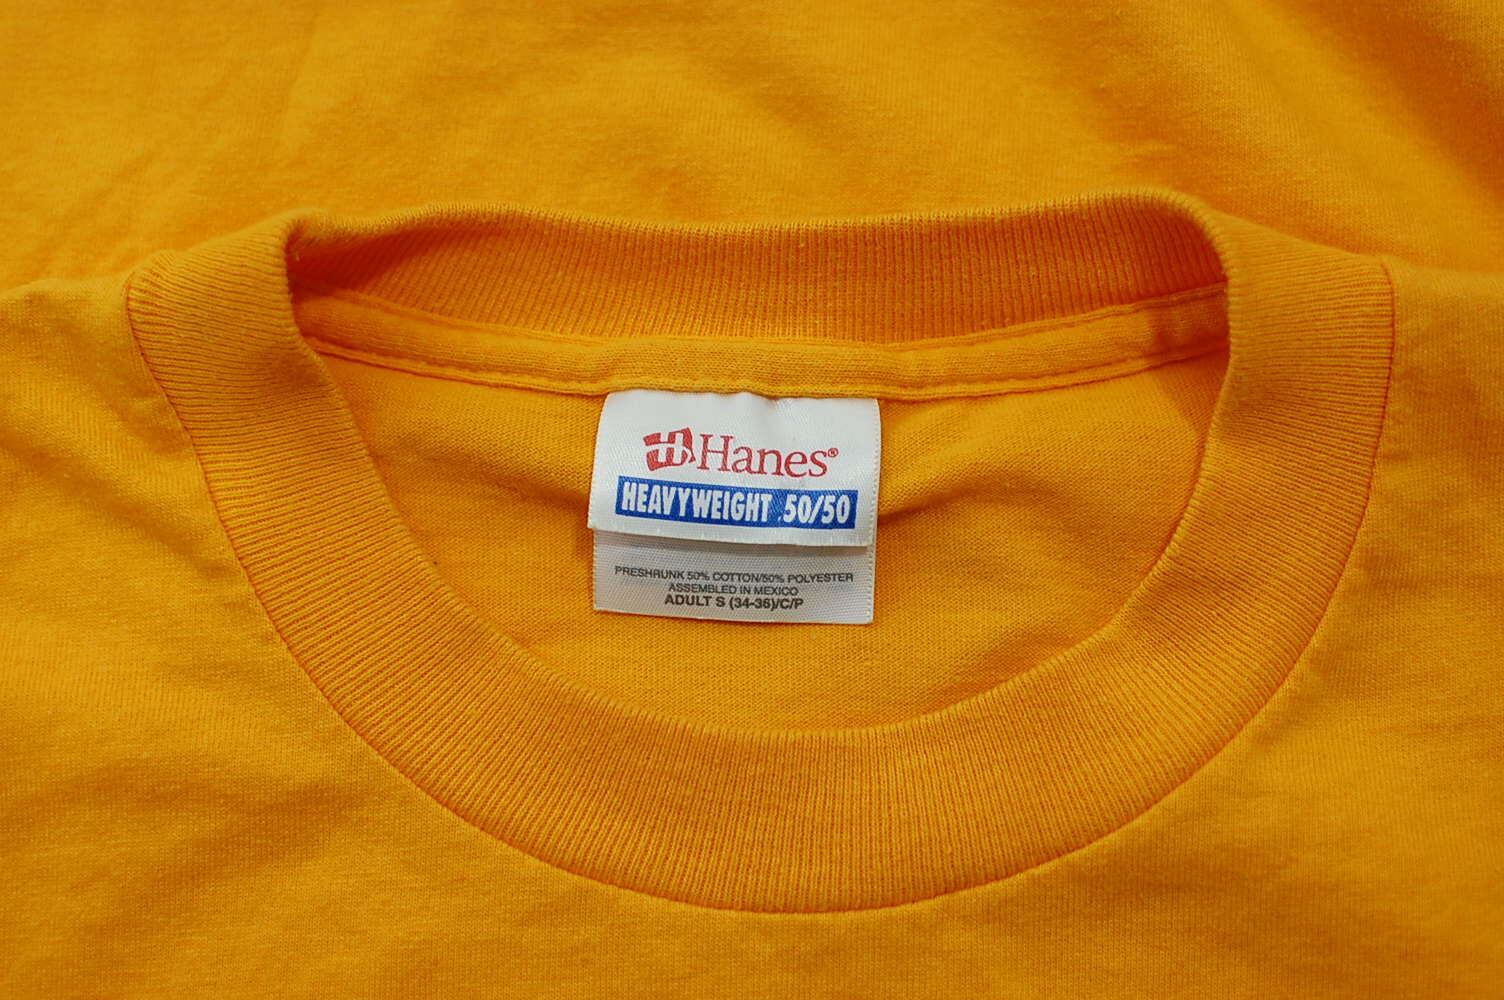 Hanes®
HEAVYWEIGHT 50/50
PRESHRUNK 50% COTTON/50% POLYESTER
ASSEMBLED IN MEXICO
ADULT S (34-36)/C/P